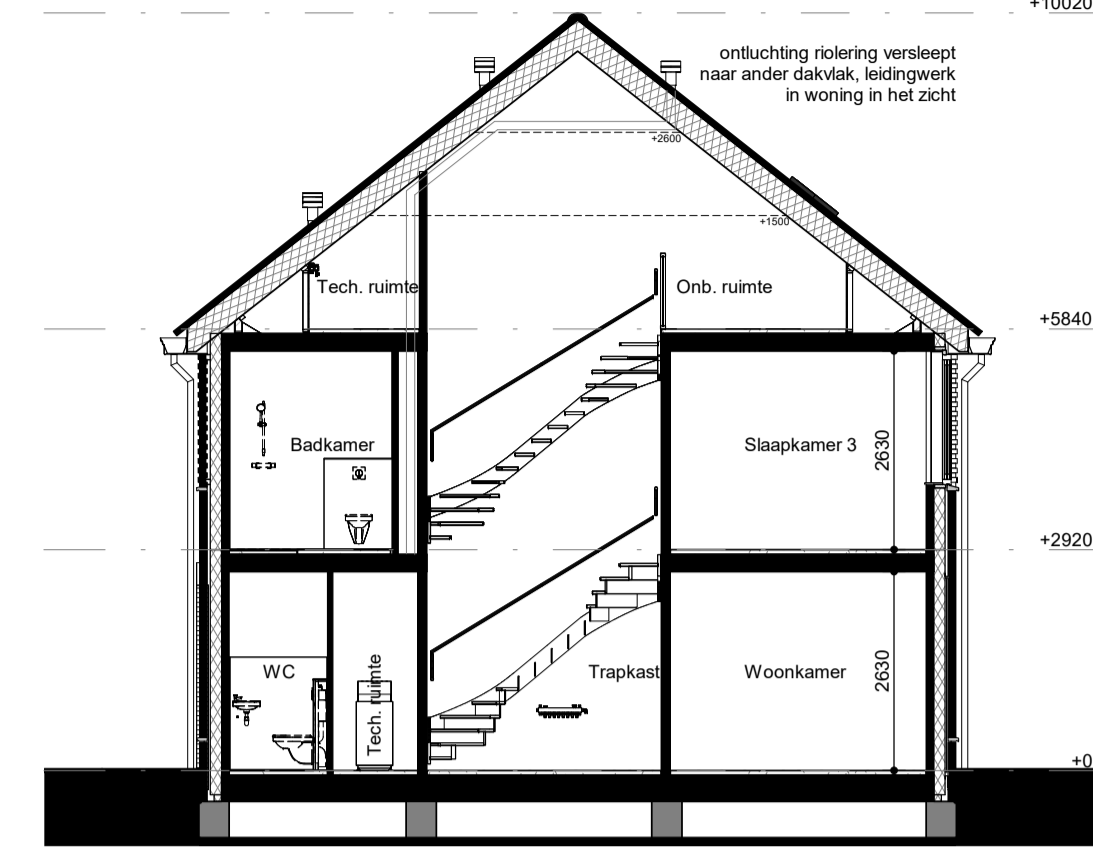 +10020
ontluchting riolering versleept
naar ander dakvlak, leidingwerk
in woning in het zicht
+2600
+1500
Tech. ruimte
Onb. ruimte
+5840
Badkamer
Slaapkamer 3
2630
+2920
WC
Tech. ruimte
Trapkast
Woonkamer
2630
+0